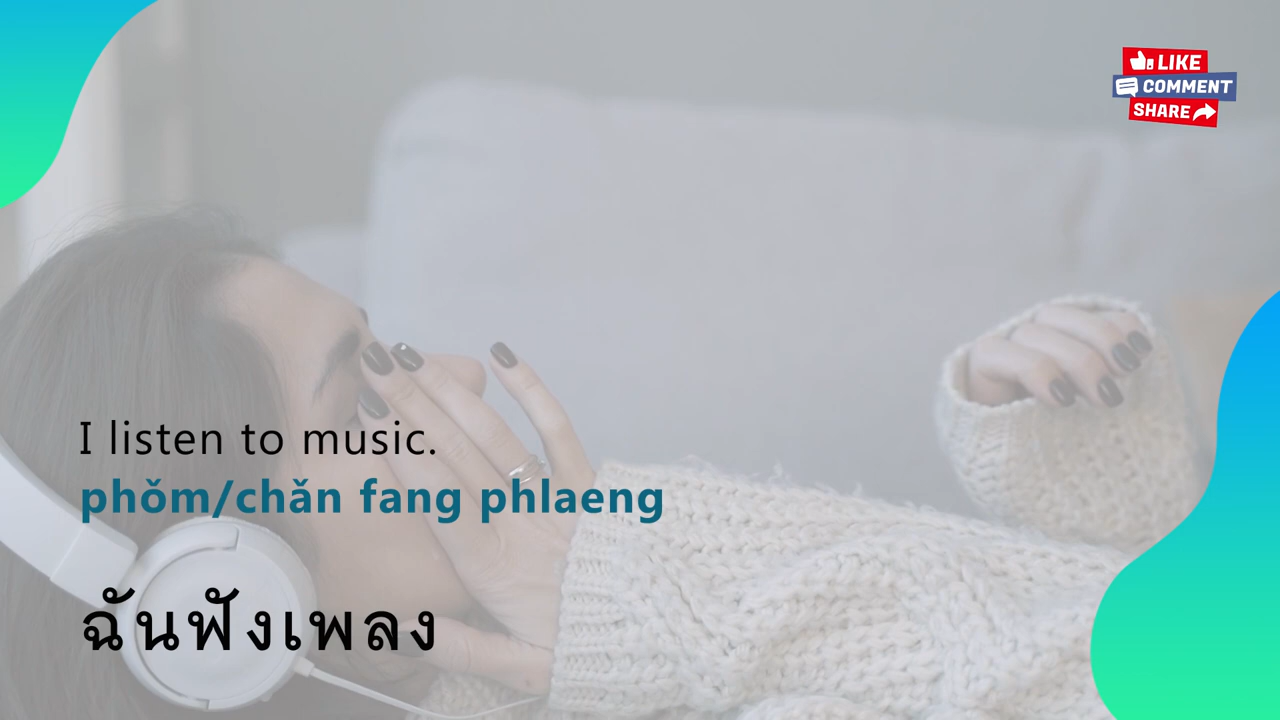 LIKE
COMMENT
SHARE
I listen to music.
phǒm/chǎn fang phlaeng
ฉันฟังเพลง